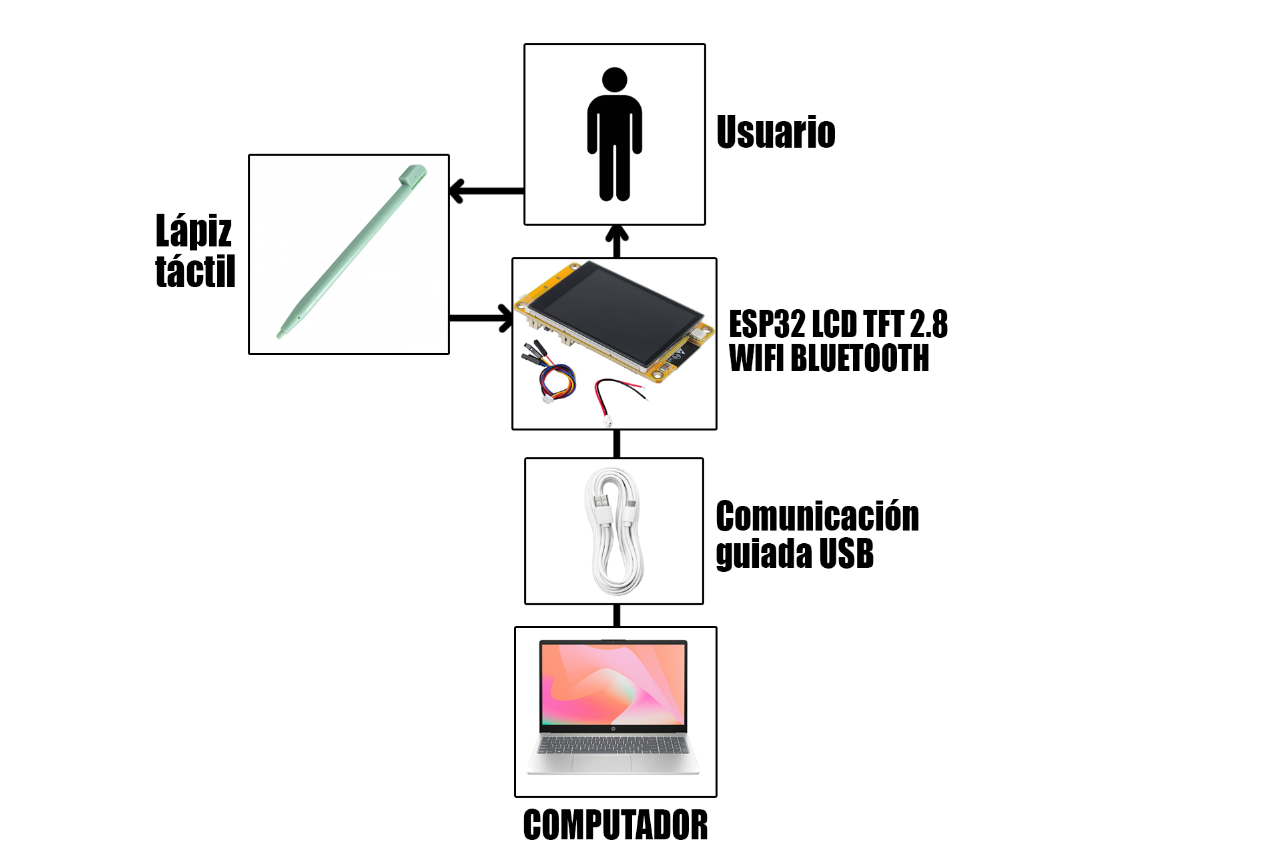 Usuario
Lápiz
táctil
ESP32 LCD TFT 2.8
WIFI BLUETOOTH
Comunicación
guiada USB
COMPUTADOR